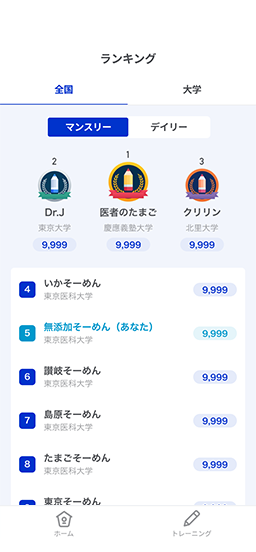 ランキング
全国
大学
マンスリー
デイリー
2
1
3
Dr.J
医者のたまご
クリリン
東京大学
慶應義塾大学
北里大学
9,999
9,999
9,999
4
いかそーめん
東京医科大学
9,999
5
無添加そーめん（あなた）
東京医科大学
9,999
6
讃岐そーめん
東京医科大学
9,999
7
島原そーめん
東京医科大学
9,999
8
たまごそーめん
東京医科大学
9,999
東京そーめん
ホーム
トレーニング